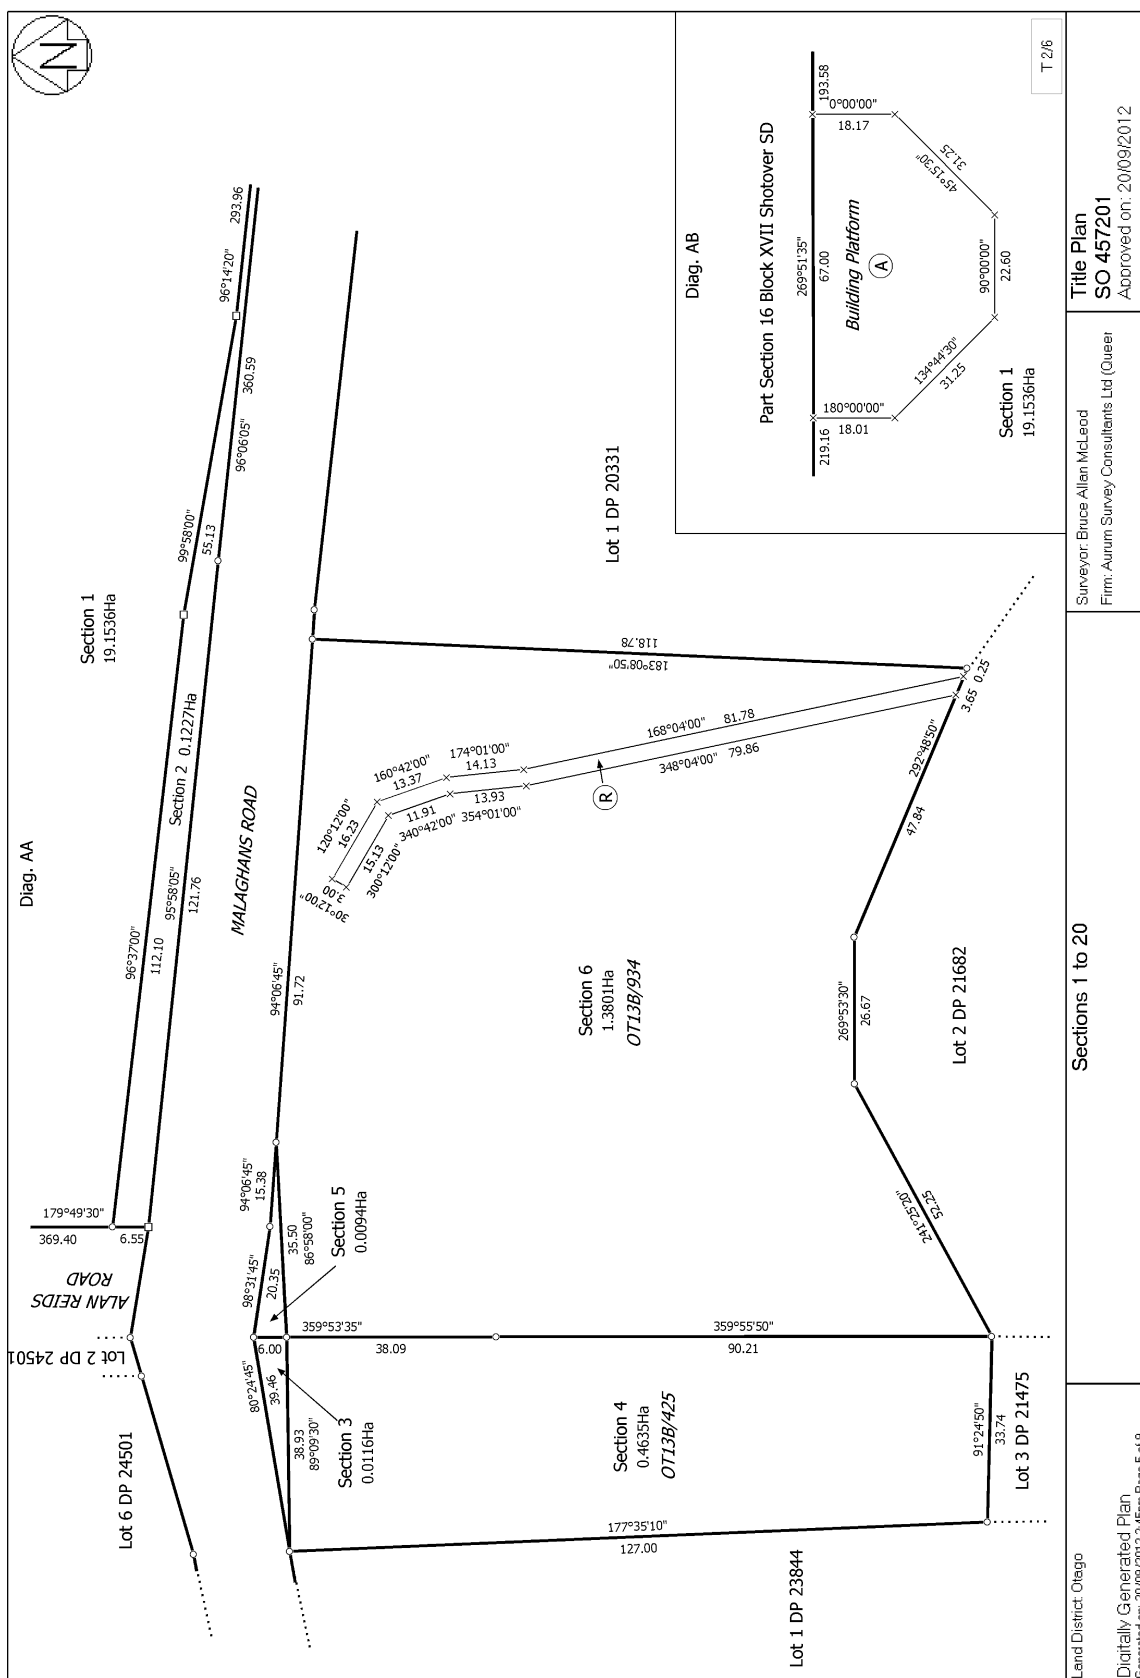 N
Diag. AA
Section 1
19.1536Ha
96°14'20"
293.96
99°58'00"
55.13
96°06'05"
360.59
Section 2 0.1227Ha
96°37'00"
112.10
95°58'05"
121.76
MALAGHANS ROAD
179°49'30"
369.40
6.55
ALAN REIDS
ROAD
Lot 2 DP 24501
Lot 6 DP 24501
94°06'45"
91.72
94°06'45"
15.38
98°31'45"
20.35
35.50
86°58'00"
Section 5
0.0094Ha
80°24'45"
39.46
38.93
89°09'30"
Section 3
0.0116Ha
6.00
359°53'35"
38.09
359°55'50"
90.21
Section 4
0.4635Ha
OT13B/425
177°35'10"
127.00
Lot 1 DP 23844
91°24'50"
33.74
Lot 3 DP 21475
Section 6
1.3801Ha
OT13B/934
120°12'00"
16.23
160°42'00"
13.37
174°01'00"
14.13
168°04'00" 81.78
348°04'00" 79.86
13.93
354°01'00"
11.91
340°42'00"
15.13
300°12'00"
3.00
30°12'00"
R
118.78
183°08'50"
0.25
3.65
292°48'50"
47.84
269°53'30"
26.67
241°25'20"
52.25
Lot 2 DP 21682
Lot 1 DP 20331
Diag. AB
Part Section 16 Block XVII Shotover SD
269°51'35"
67.00
219.16
193.58
Building Platform
A
180°00'00"
18.01
134°44'30"
31.25
90°00'00"
22.60
45°15'30"
31.25
0°00'00"
18.17
Section 1
19.1536Ha
T 2/6
Land District: Otago
Digitally Generated Plan
Sections 1 to 20
Surveyor: Bruce Allan McLeod
Firm: Aurum Survey Consultants Ltd (Queer
Title Plan
SO 457201
Approved on: 20/09/2012